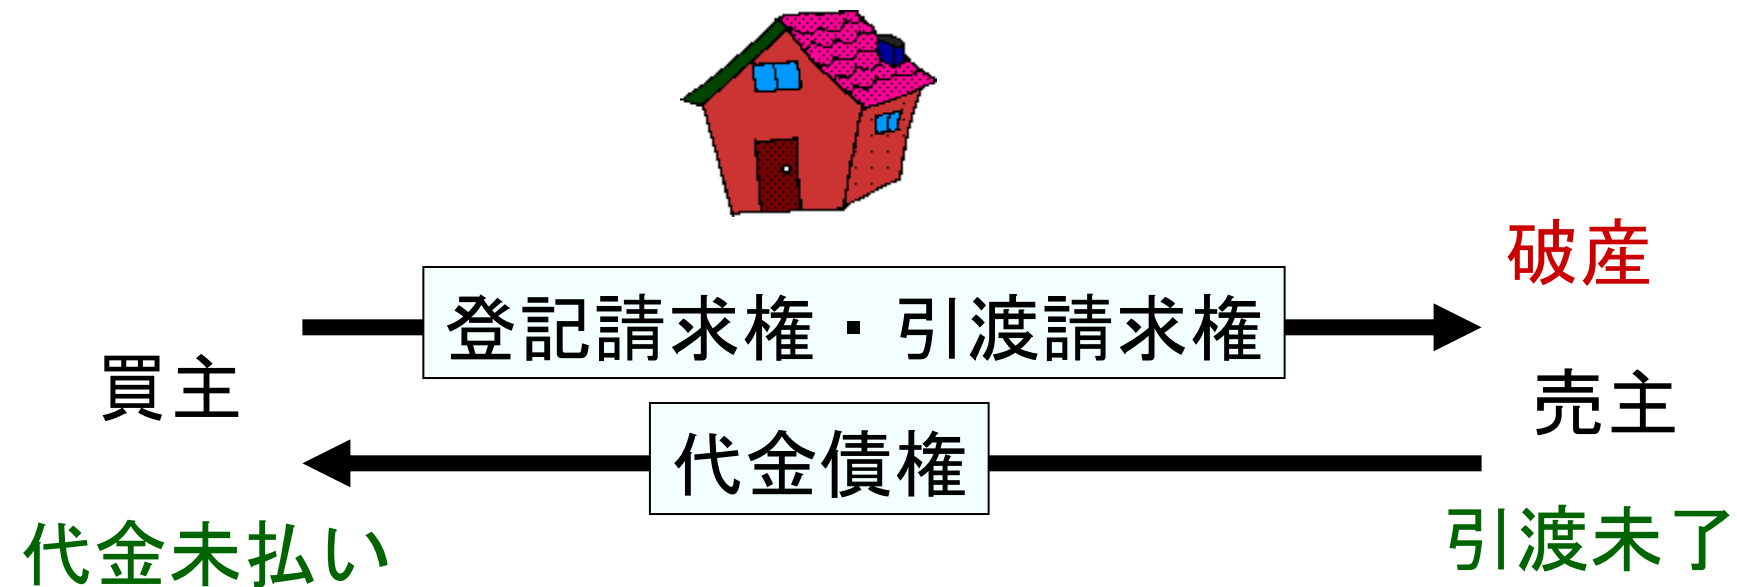 破産
登記請求権・引渡請求権
買主
売主
代金債権
代金未払い
引渡未了